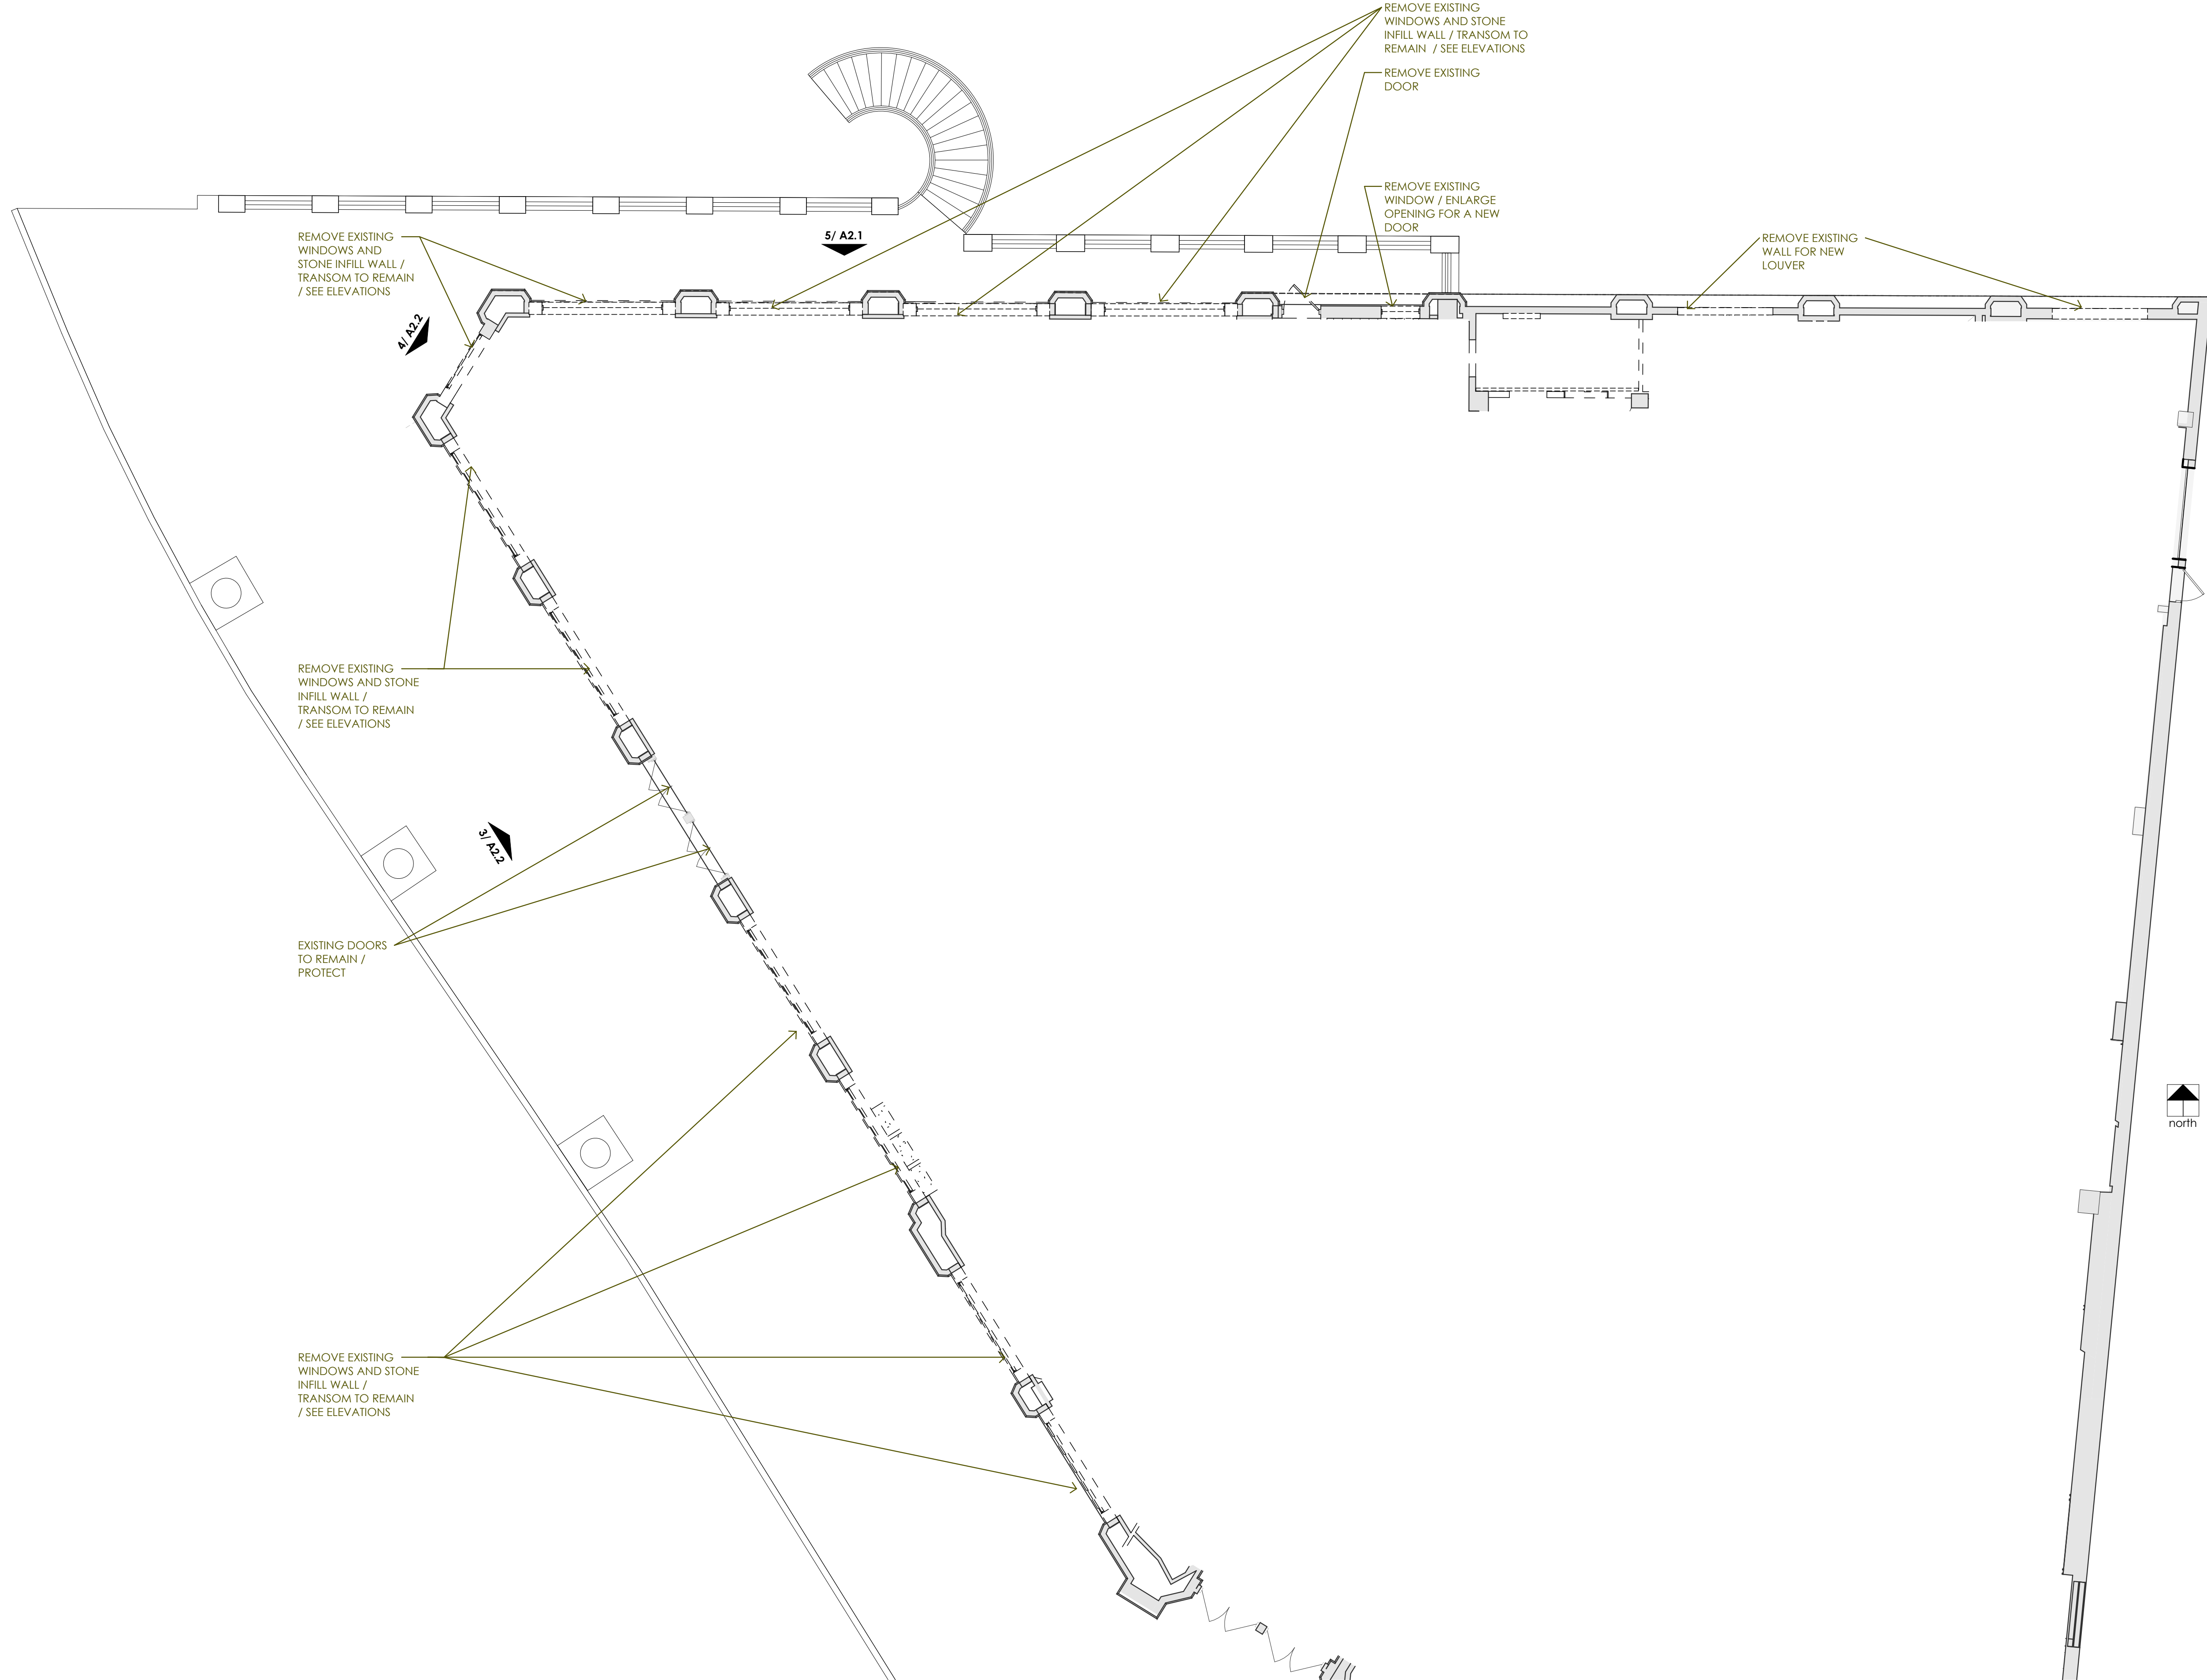 REMOVE EXISTING
WINDOWS AND STONE
INFILL WALL / TRANSOM TO
REMAIN / SEE ELEVATIONS
REMOVE EXISTING
DOOR
REMOVE EXISTING
WINDOW / ENLARGE
OPENING FOR A NEW
DOOR
REMOVE EXISTING
WALL FOR NEW
LOUVER
5/ A2.1
REMOVE EXISTING
WINDOWS AND
STONE INFILL WALL /
TRANSOM TO REMAIN
/ SEE ELEVATIONS
4/ A2.2
REMOVE EXISTING
WINDOWS AND STONE
INFILL WALL /
TRANSOM TO REMAIN
/ SEE ELEVATIONS
3/ A2.2
EXISTING DOORS
TO REMAIN /
PROTECT
north
REMOVE EXISTING
WINDOWS AND STONE
INFILL WALL /
TRANSOM TO REMAIN
/ SEE ELEVATIONS